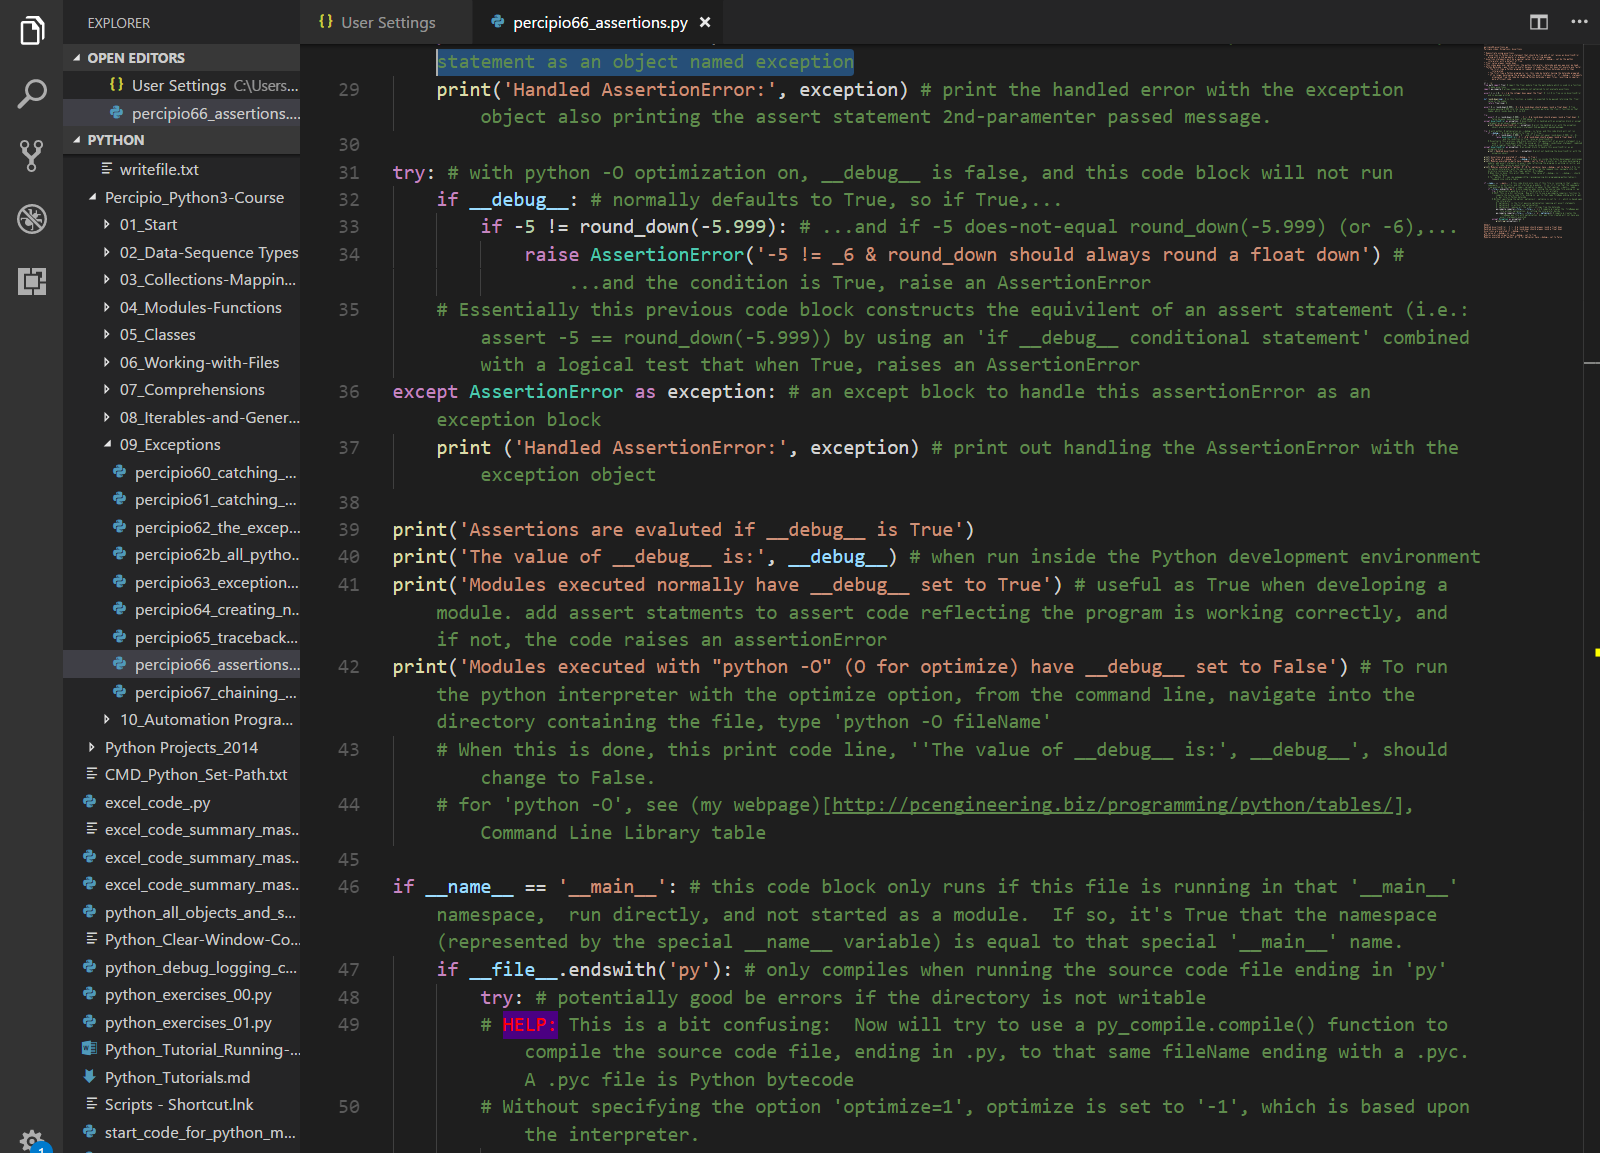 EXPLORER
OPEN EDITORS
{} User Settings C:\Users...
percipio66_assertions....
PYTHON
writefile.txt
Percipio_Python3-Course
01_Start
02_Data-Sequence Types
03_Collections-Mappin...
04_Modules-Functions
05_Classes
06_Working-with-Files
07_Comprehensions
08_Iterables-and-Gener...
09_Exceptions
percipio60_catching_...
percipio61_catching_...
percipio62_the_excep...
percipio62b_all_pytho...
percipio63_exception...
percipio64_creating_n...
percipio65_traceback...
percipio66_assertions...
percipio67_chaining_...
10_Automation Progra...
Python Projects_2014
CMD_Python_Set-Path.txt
excel_code_.py
excel_code_summary_mas...
excel_code_summary_mas...
excel_code_summary_mas...
python_all_objects_and_s...
Python_Clear-Window-Co...
python_debug_logging_c...
python_exercises_00.py
python_exercises_01.py
Python_Tutorial_Running-...
Python_Tutorials.md
Scripts - Shortcut.lnk
start_code_for_python_m...
1
{} User Settings
percipio66_assertions.py ×
statement as an object named exception
29 print('Handled AssertionError:', exception) # print the handled error with the exception
object also printing the assert statement 2nd-paramenter passed message.
30
31 try: # with python -O optimization on, __debug__ is false, and this code block will not run
32 if __debug__: # normally defaults to True, so if True,...
33 if -5 != round_down(-5.999): # ...and if -5 does-not-equal round_down(-5.999) (or -6),...
34 raise AssertionError('-5 != _6 & round_down should always round a float down') #
...and the condition is True, raise an AssertionError
35 # Essentially this previous code block constructs the equivilent of an assert statement (i.e.:
assert -5 == round_down(-5.999)) by using an 'if __debug__ conditional statement' combined
with a logical test that when True, raises an AssertionError
36 except AssertionError as exception: # an except block to handle this assertionError as an
exception block
37 print ('Handled AssertionError:', exception) # print out handling the AssertionError with the
exception object
38
39 print('Assertions are evaluted if __debug__ is True')
40 print('The value of __debug__ is:', __debug__) # when run inside the Python development environment
41 print('Modules executed normally have __debug__ set to True') # useful as True when developing a
module. add assert statments to assert code reflecting the program is working correctly, and
if not, the code raises an assertionError
42 print('Modules executed with "python -O" (O for optimize) have __debug__ set to False') # To run
the python interpreter with the optimize option, from the command line, navigate into the
directory containing the file, type 'python -O fileName'
43 # When this is done, this print code line, ''The value of __debug__ is:', __debug__', should
change to False.
44 # for 'python -O', see (my webpage)[http://pcengineering.biz/programming/python/tables/],
Command Line Library table
45
46 if __name__ == '__main__': # this code block only runs if this file is running in that '__main__'
namespace,  run directly, and not started as a module.  If so, it's True that the namespace
(represented by the special __name__ variable) is equal to that special '__main__' name.
47 if __file__.endswith('py'): # only compiles when running the source code file ending in 'py'
48 try: # potentially good be errors if the directory is not writable
49 # HELP: This is a bit confusing:  Now will try to use a py_compile.compile() function to
compile the source code file, ending in .py, to that same fileName ending with a .pyc.
A .pyc file is Python bytecode
50 # Without specifying the option 'optimize=1', optimize is set to '-1', which is based upon
the interpreter.